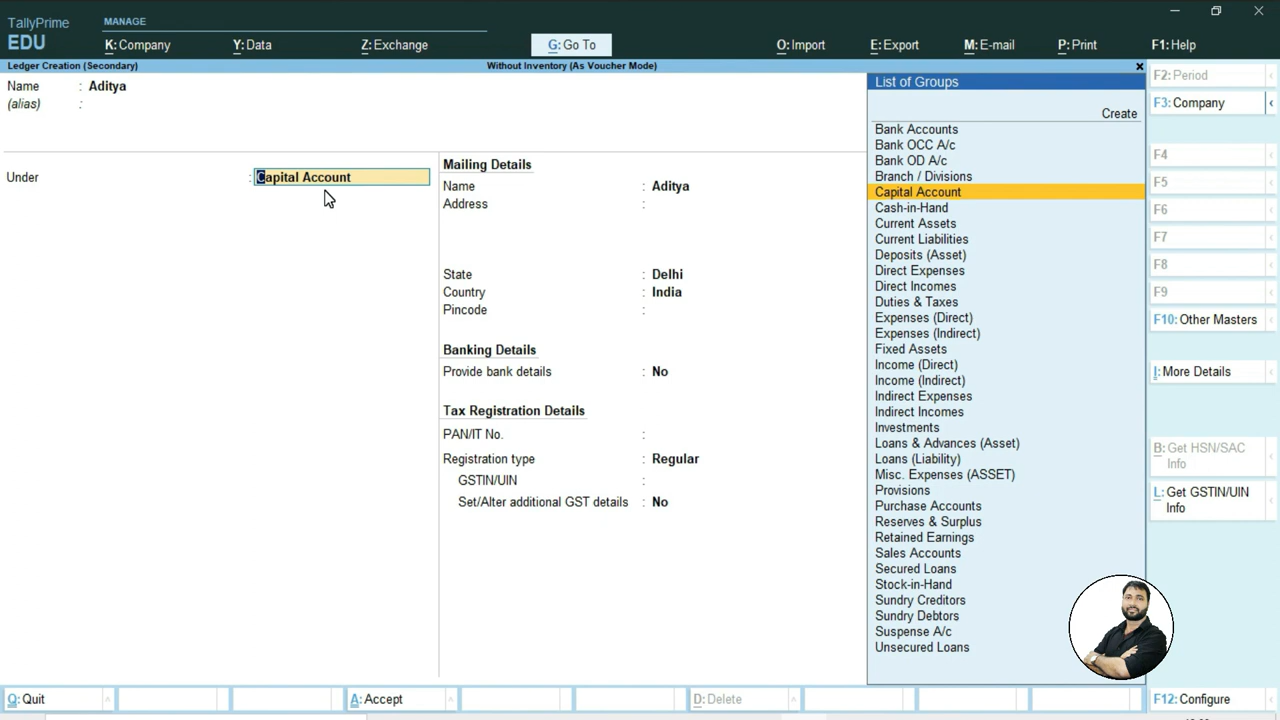 TallyPrime
EDU
MANAGE
K: Company
Y: Data
Z: Exchange
G: Go To
O: Import
E: Export
M: E-mail
P: Print
F1: Help
Ledger Creation (Secondary)
Without Inventory (As Voucher Mode)
Name : Aditya
(alias) :
Under : Capital Account
Mailing Details
Name : Aditya
Address :
State : Delhi
Country : India
Pincode :
Banking Details
Provide bank details : No
Tax Registration Details
PAN/IT No. :
Registration type : Regular
GSTIN/UIN :
Set/Alter additional GST details : No
List of Groups
Create
Bank Accounts
Bank OCC A/c
Bank OD A/c
Branch / Divisions
Capital Account
Cash-in-Hand
Current Assets
Current Liabilities
Deposits (Asset)
Direct Expenses
Direct Incomes
Duties & Taxes
Expenses (Direct)
Expenses (Indirect)
Fixed Assets
Income (Direct)
Income (Indirect)
Indirect Expenses
Indirect Incomes
Investments
Loans & Advances (Asset)
Loans (Liability)
Misc. Expenses (ASSET)
Provisions
Purchase Accounts
Reserves & Surplus
Retained Earnings
Sales Accounts
Secured Loans
Stock-in-Hand
Sundry Creditors
Sundry Debtors
Suspense A/c
Unsecured Loans
F2: Period
F3: Company
F4
F5
F6
F7
F8
F9
F10: Other Masters
I: More Details
B: Get HSN/SAC
Info
L: Get GSTIN/UIN
Info
Q: Quit
A: Accept
D: Delete
F12: Configure